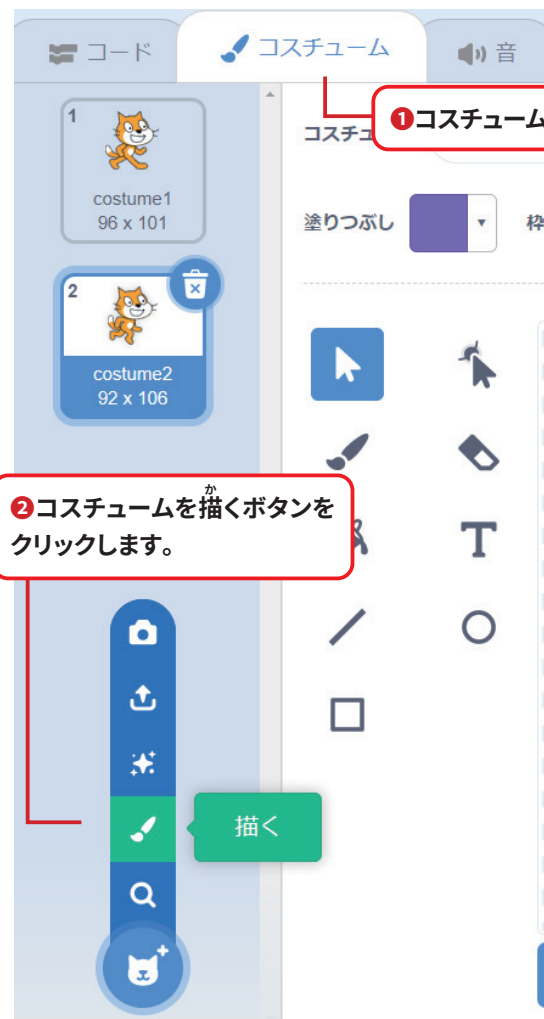 コード
コスチューム
音
❶コスチューム
コスチュ
1
costume1
96 x 101
塗りつぶし
枠
2
costume2
92 x 106
か
❷コスチュームを描くボタンを
クリックします。
T
描く